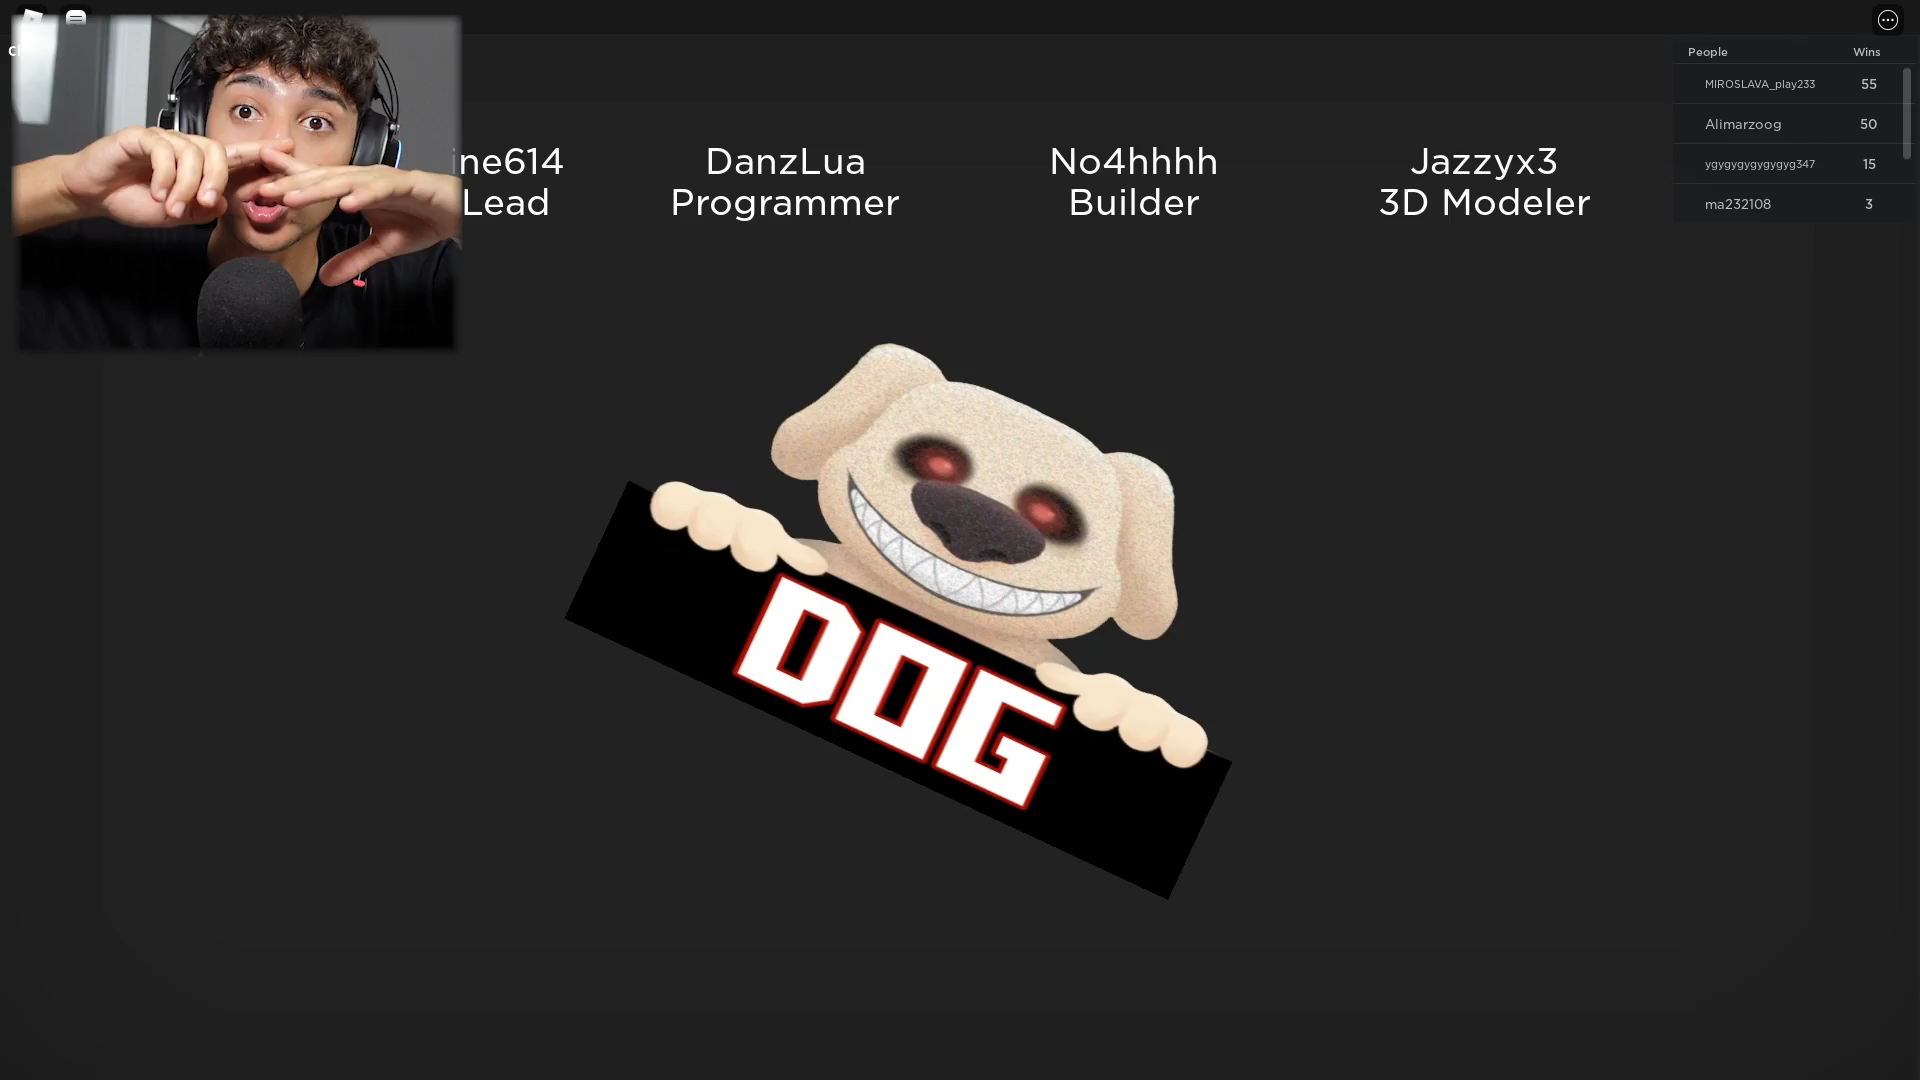 People Wins
MIROSLAVA_play233 55
Alimarzoog 50
ygygygygygygyg347 15
ma232108 3
ine614
Lead
DanzLua
Programmer
No4hhhh
Builder
Jazzyx3
3D Modeler
DOG